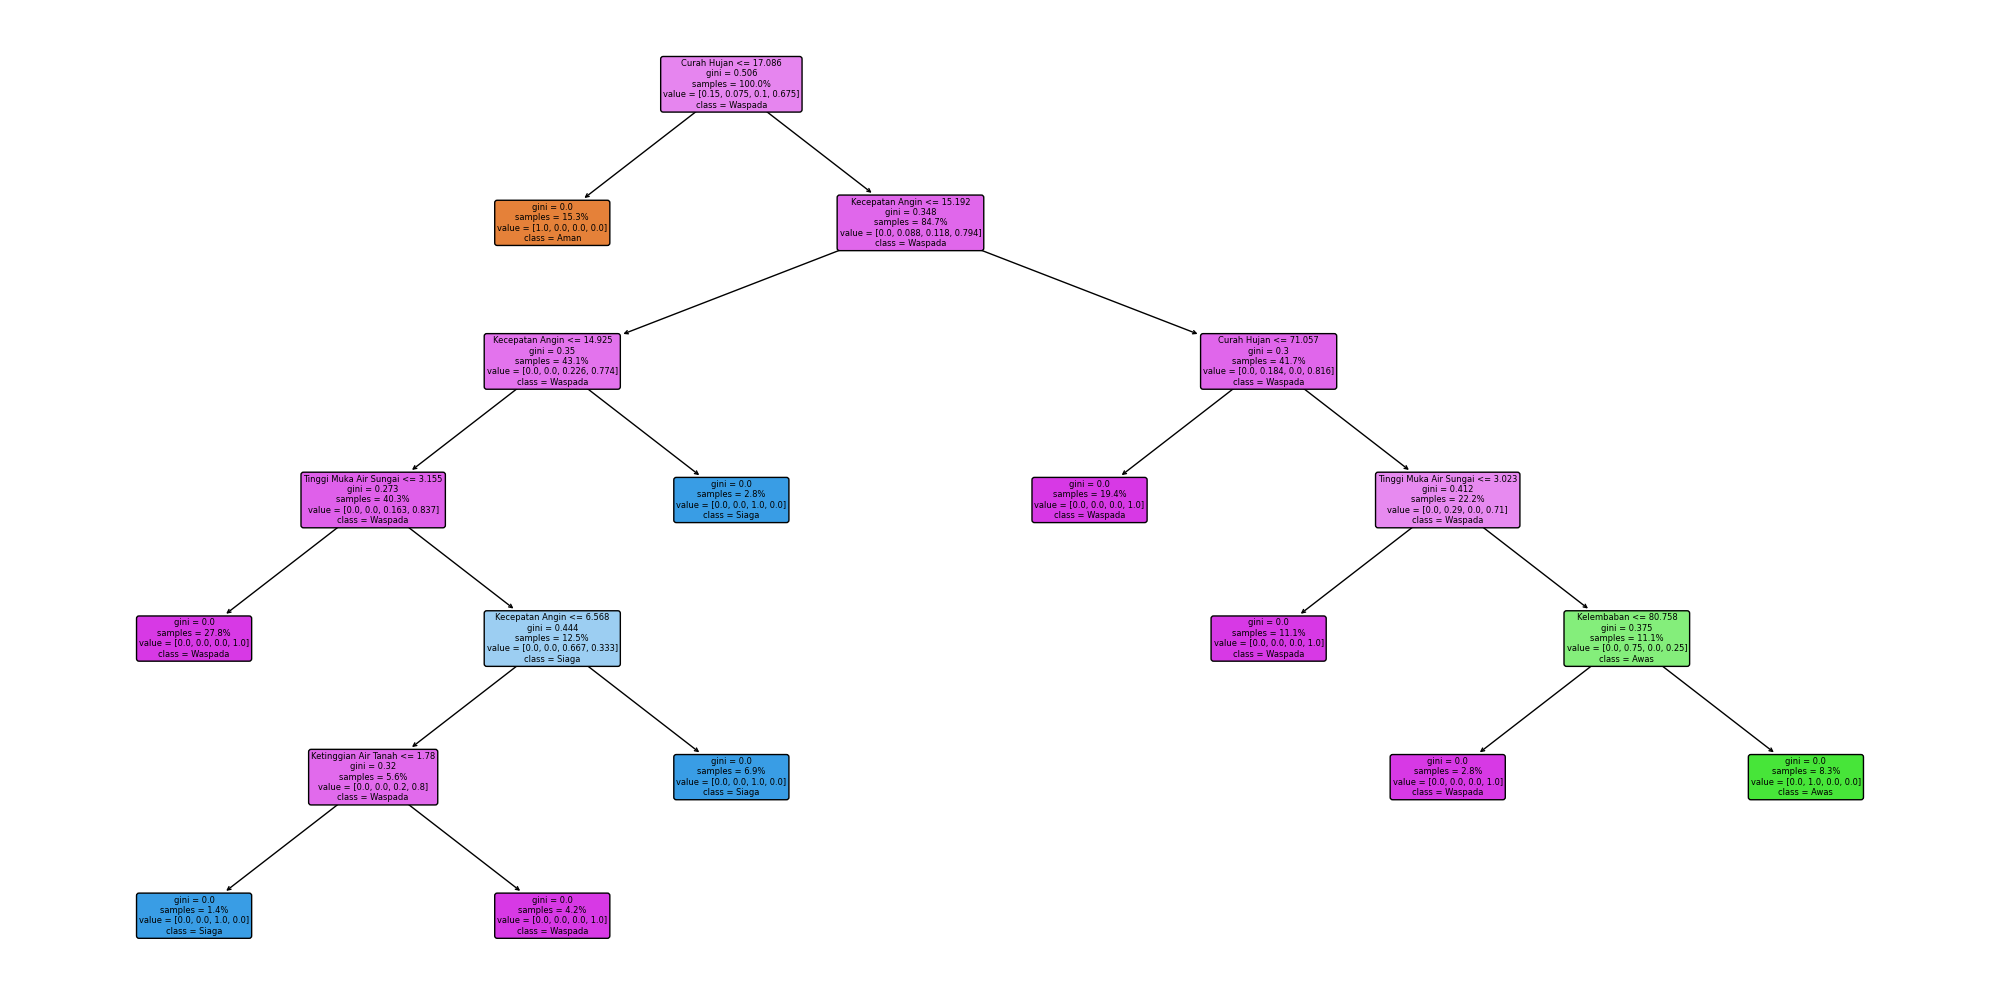 Curah Hujan <= 17.086
gini = 0.506
samples = 100.0%
value = [0.15, 0.075, 0.1, 0.675]
class = Waspada
gini = 0.0
samples = 15.3%
value = [1.0, 0.0, 0.0, 0.0]
class = Aman
Kecepatan Angin <= 15.192
gini = 0.348
samples = 84.7%
value = [0.0, 0.088, 0.118, 0.794]
class = Waspada
Kecepatan Angin <= 14.925
gini = 0.35
samples = 43.1%
value = [0.0, 0.0, 0.226, 0.774]
class = Waspada
Curah Hujan <= 71.057
gini = 0.3
samples = 41.7%
value = [0.0, 0.184, 0.0, 0.816]
class = Waspada
Tinggi Muka Air Sungai <= 3.155
gini = 0.273
samples = 40.3%
value = [0.0, 0.0, 0.163, 0.837]
class = Waspada
gini = 0.0
samples = 2.8%
value = [0.0, 0.0, 1.0, 0.0]
class = Siaga
gini = 0.0
samples = 19.4%
value = [0.0, 0.0, 0.0, 1.0]
class = Waspada
Tinggi Muka Air Sungai <= 3.023
gini = 0.412
samples = 22.2%
value = [0.0, 0.29, 0.0, 0.71]
class = Waspada
gini = 0.0
samples = 27.8%
value = [0.0, 0.0, 0.0, 1.0]
class = Waspada
Kecepatan Angin <= 6.568
gini = 0.444
samples = 12.5%
value = [0.0, 0.0, 0.667, 0.333]
class = Siaga
gini = 0.0
samples = 11.1%
value = [0.0, 0.0, 0.0, 1.0]
class = Waspada
Kelembaban <= 80.758
gini = 0.375
samples = 11.1%
value = [0.0, 0.75, 0.0, 0.25]
class = Awas
Ketinggian Air Tanah <= 1.78
gini = 0.32
samples = 5.6%
value = [0.0, 0.0, 0.2, 0.8]
class = Waspada
gini = 0.0
samples = 6.9%
value = [0.0, 0.0, 1.0, 0.0]
class = Siaga
gini = 0.0
samples = 2.8%
value = [0.0, 0.0, 0.0, 1.0]
class = Waspada
gini = 0.0
samples = 8.3%
value = [0.0, 1.0, 0.0, 0.0]
class = Awas
gini = 0.0
samples = 1.4%
value = [0.0, 0.0, 1.0, 0.0]
class = Siaga
gini = 0.0
samples = 4.2%
value = [0.0, 0.0, 0.0, 1.0]
class = Waspada